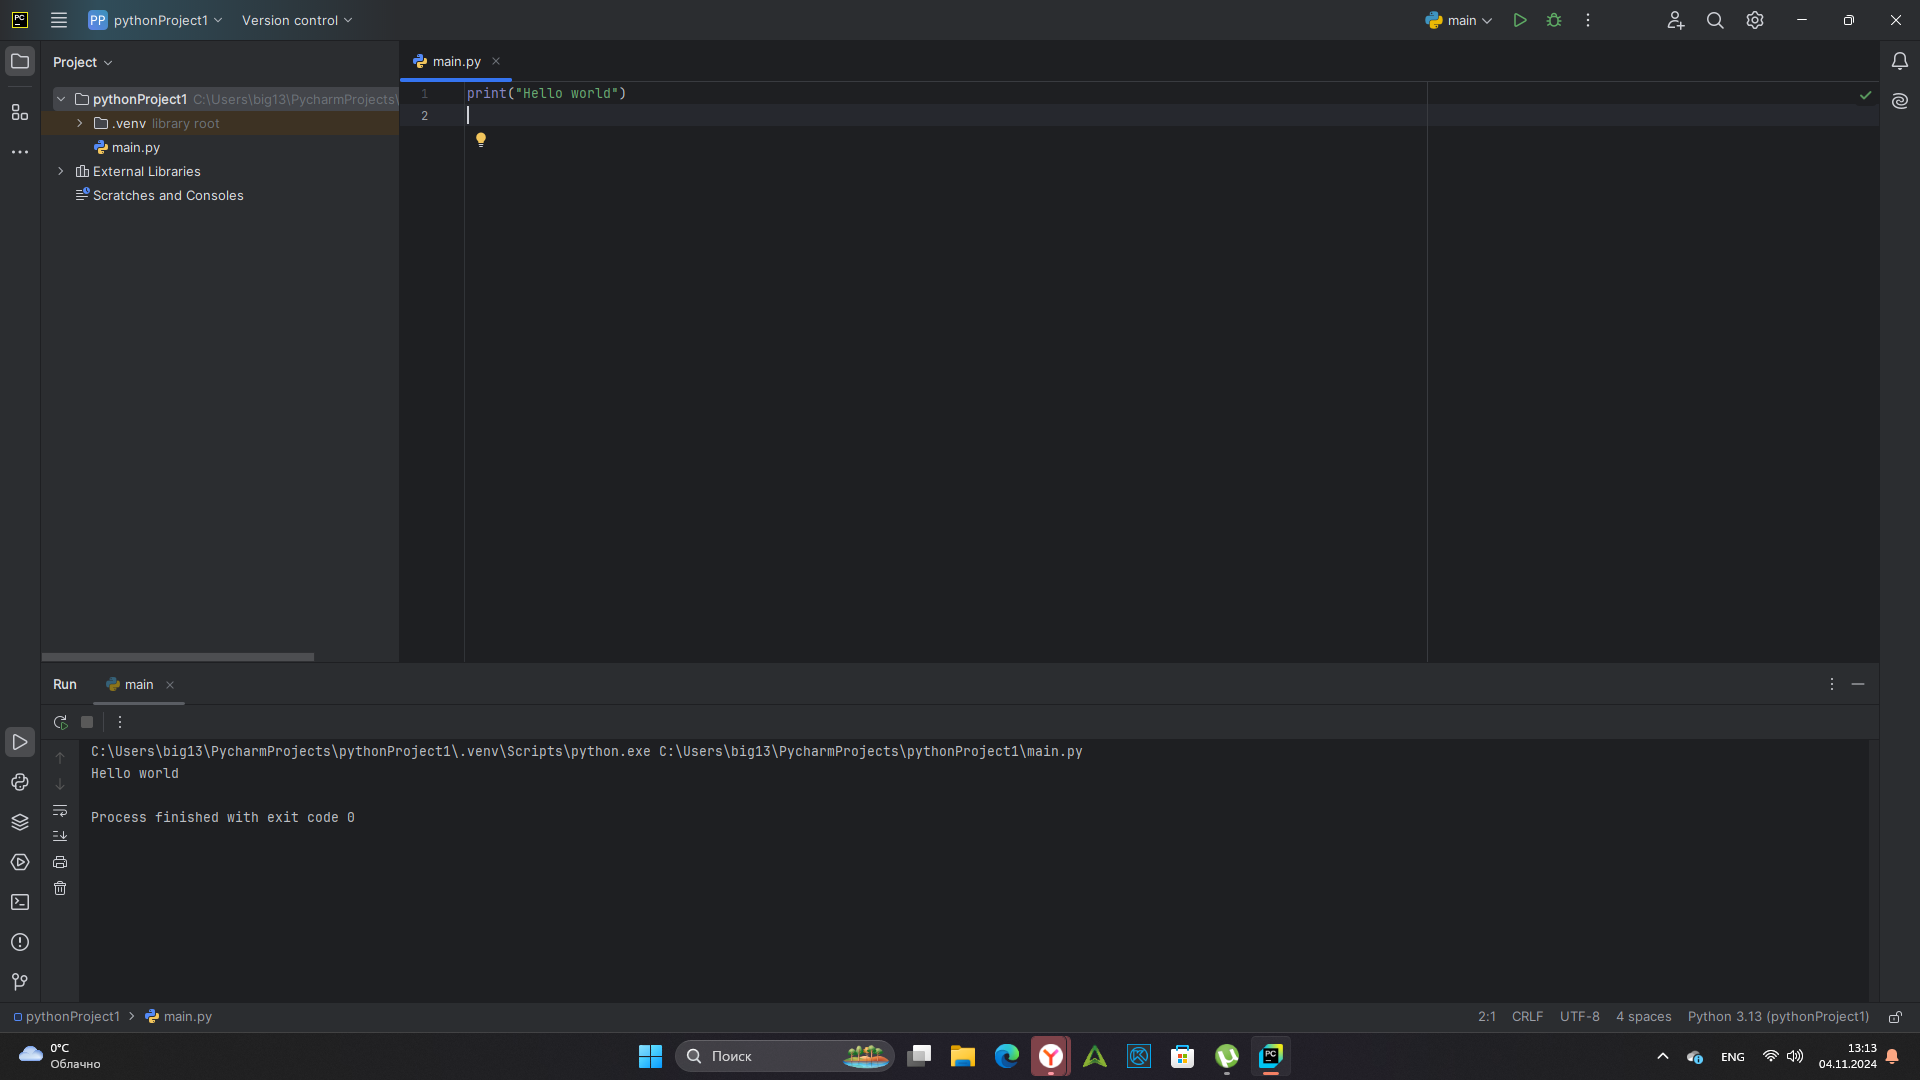 PC PP pythonProject1 Version control main
Project
main.py
pythonProject1 C:\Users\big13\PycharmProjects\
.venv library root
main.py
External Libraries
Scratches and Consoles
1 print("Hello world")
2
Run main
C:\Users\big13\PycharmProjects\pythonProject1\.venv\Scripts\python.exe C:\Users\big13\PycharmProjects\pythonProject1\main.py
Hello world
Process finished with exit code 0
pythonProject1 main.py 2:1 CRLF UTF-8 4 spaces Python 3.13 (pythonProject1)
0°C
Облачно
Поиск
PC
ENG
13:13
04.11.2024